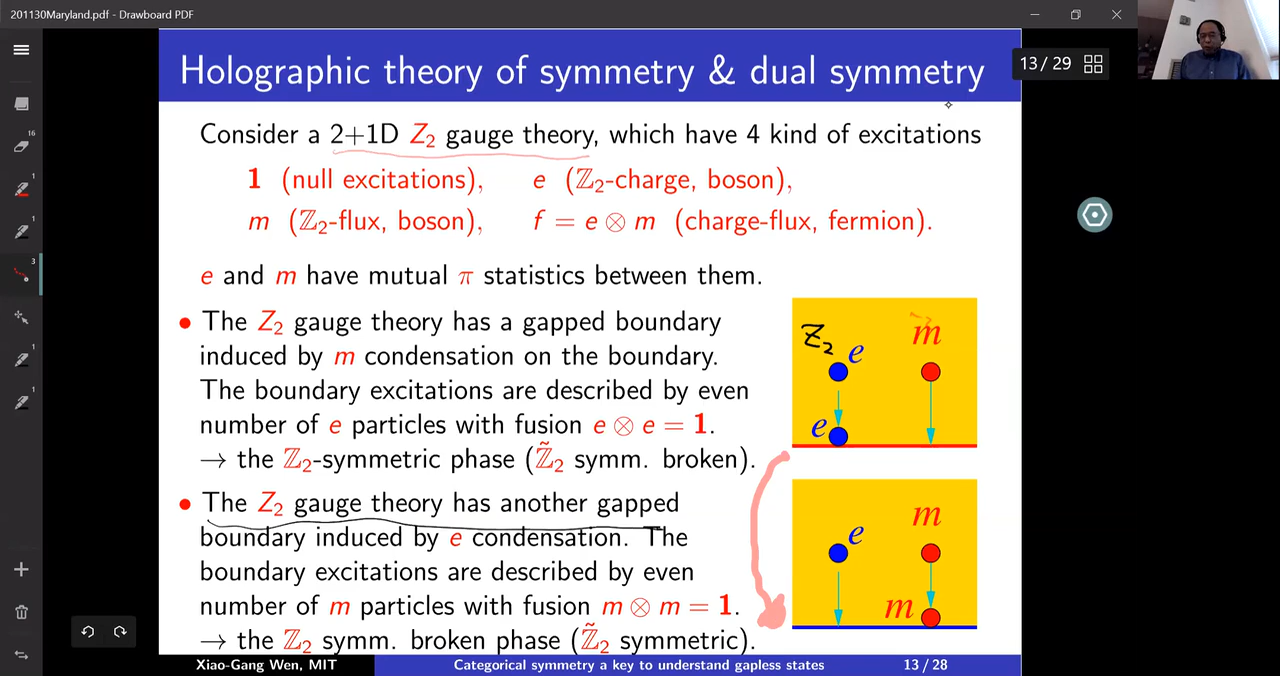 201130Maryland.pdf - Drawboard PDF
13 / 29
Holographic theory of symmetry & dual symmetry
Consider a 2+1D Z₂ gauge theory, which have 4 kind of excitations
1 (null excitations), e (ℤ₂-charge, boson),
m (ℤ₂-flux, boson), f = e ⊗ m (charge-flux, fermion).
e and m have mutual π statistics between them.
• The Z₂ gauge theory has a gapped boundary
induced by m condensation on the boundary.
The boundary excitations are described by even
number of e particles with fusion e ⊗ e = 1.
→ the ℤ₂-symmetric phase (ℤ̃₂ symm. broken).
• The Z₂ gauge theory has another gapped
boundary induced by e condensation. The
boundary excitations are described by even
number of m particles with fusion m ⊗ m = 1.
→ the ℤ₂ symm. broken phase (ℤ̃₂ symmetric).
Z₂ e m
e
e m
m
16
1
1
3
1
1
Xiao-Gang Wen, MIT Categorical symmetry a key to understand gapless states 13 / 28